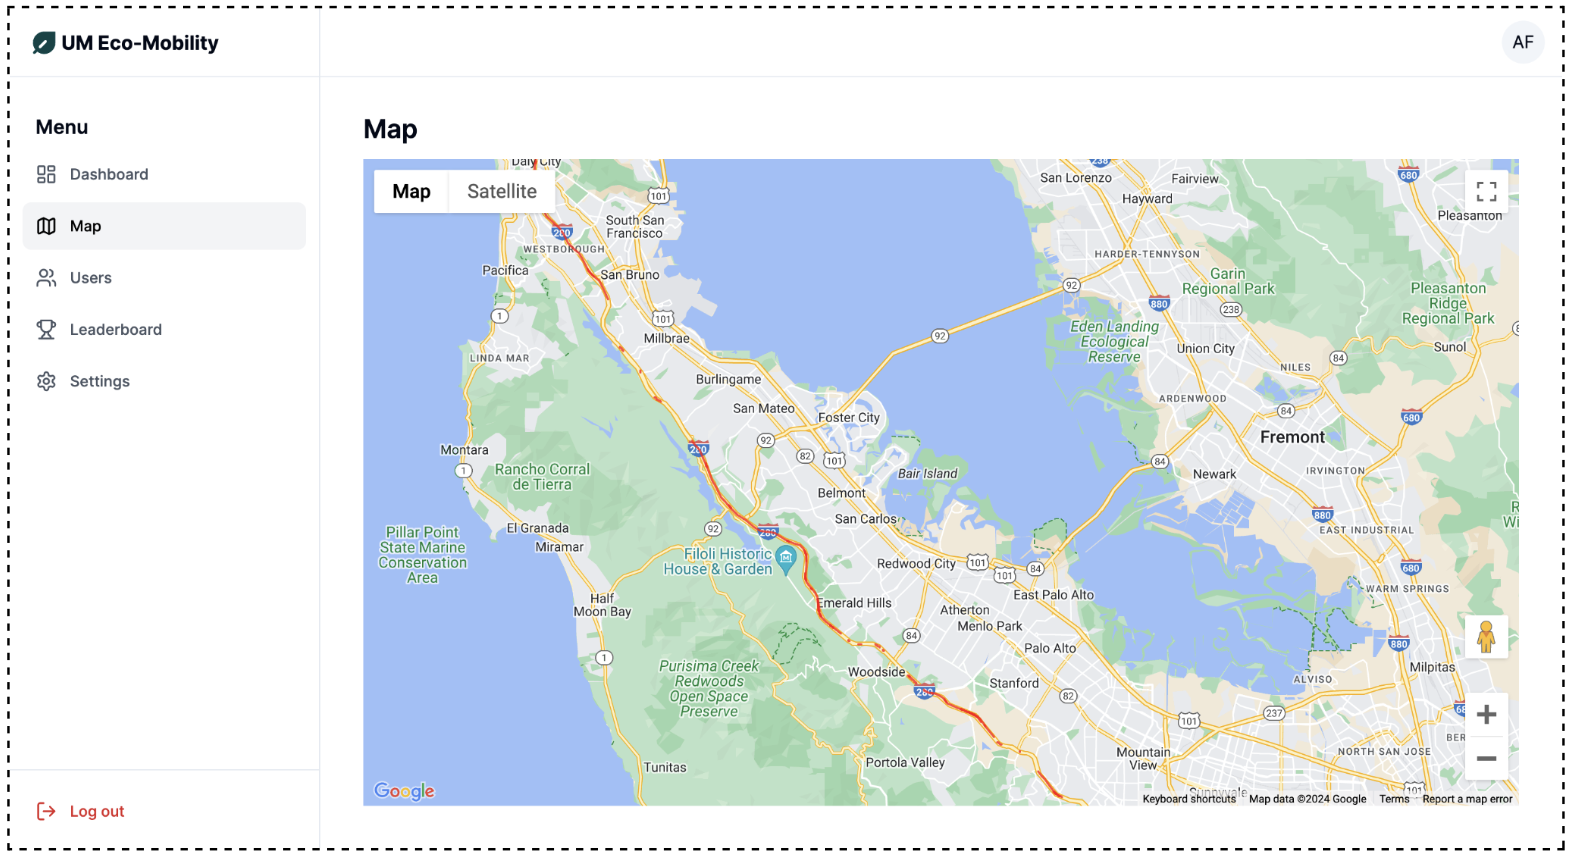 UM Eco-Mobility
AF
Menu
Dashboard
Map
Users
Leaderboard
Settings
Log out
Map
Map
Satellite
Daly City
101
South San
Francisco
280
WESTBOROUGH
Pacifica
San Bruno
1
101
Millbrae
LINDA MAR
Burlingame
San Mateo
Foster City
92
92
92
82
101
280
Montara
1
Rancho Corral
de Tierra
Bair Island
Belmont
San Carlos
El Granada
Miramar
92
280
Pillar Point
State Marine
Conservation
Area
Filoli Historic
House & Garden
Redwood City
101
101
84
Half
Moon Bay
Emerald Hills
East Palo Alto
Atherton
Menlo Park
84
1
Palo Alto
Purisima Creek
Redwoods
Open Space
Preserve
Woodside
280
Stanford
82
Tunitas
Portola Valley
Mountain
View
101
237
San Lorenzo
238
Fairview
Hayward
680
Pleasanton
HARDER-TENNYSON
Garin
Regional Park
880
238
Pleasanton
Ridge
Regional Park
Eden Landing
Ecological
Reserve
Union City
84
Sunol
NILES
ARDENWOOD
84
680
Fremont
84
Newark
IRVINGTON
880
EAST INDUSTRIAL
680
WARM SPRINGS
880
Milpitas
ALVISO
NORTH SAN JOSE
BER
Sunnyvale
101
Google
Keyboard shortcuts
Map data ©2024 Google
Terms
Report a map error